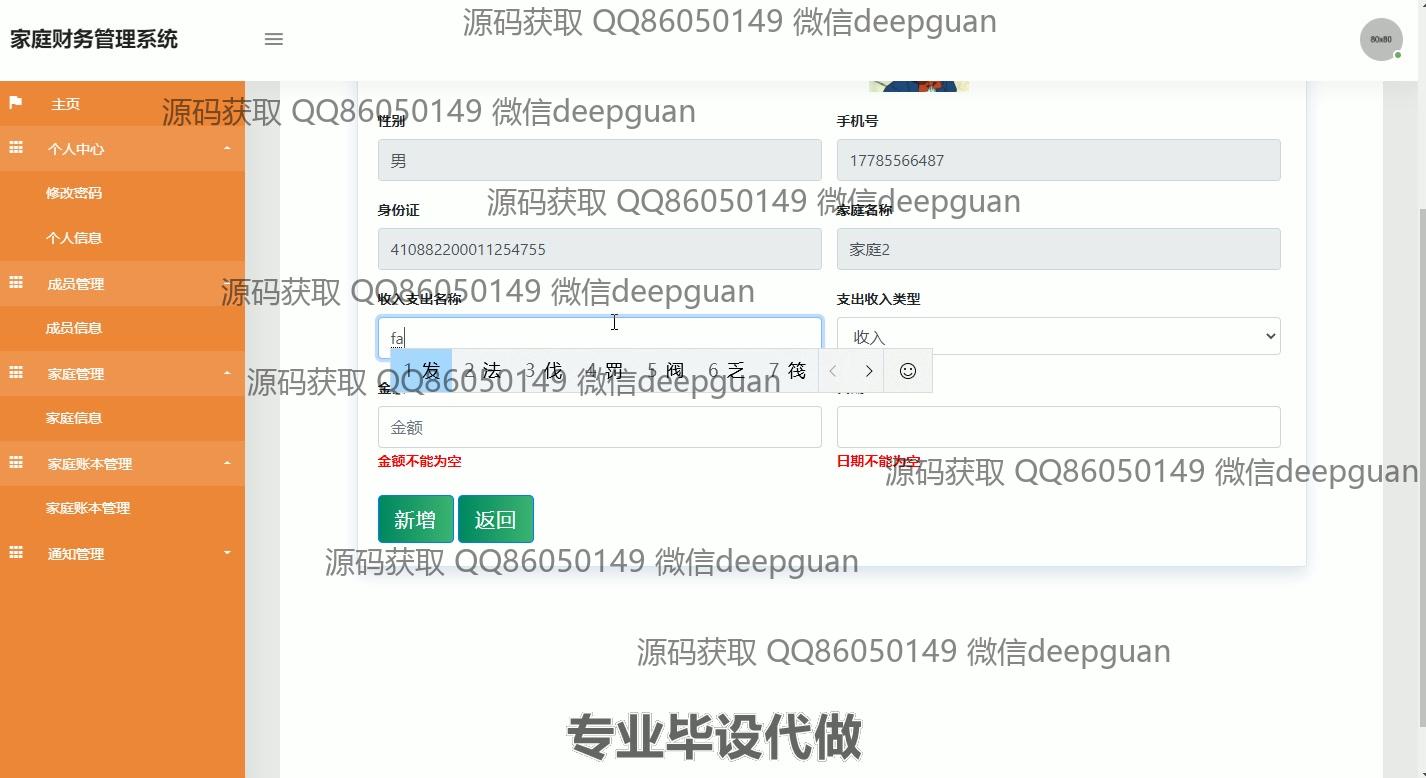 源码获取 QQ86050149 微信deepguan
家庭财务管理系统
80x80
主页
源码获取 QQ86050149 微信deepguan
性别
手机号
个人中心
男
17785566487
修改密码
源码获取 QQ86050149 微信deepguan
身份证
家庭名称
个人信息
410882200011254755
家庭2
成员管理
源码获取 QQ86050149 微信deepguan
收入支出名称
支出收入类型
成员信息
fa
收入
1 发 2 法 3 伐 4 罚 5 阀 6 乏 7 筏
家庭管理
源码获取 QQ86050149 微信deepguan
家庭信息
金额
家庭账本管理
金额不能为空
日期不能为空
源码获取 QQ86050149 微信deepguan
家庭账本管理
新增 返回
通知管理
源码获取 QQ86050149 微信deepguan
源码获取 QQ86050149 微信deepguan
专业毕设代做